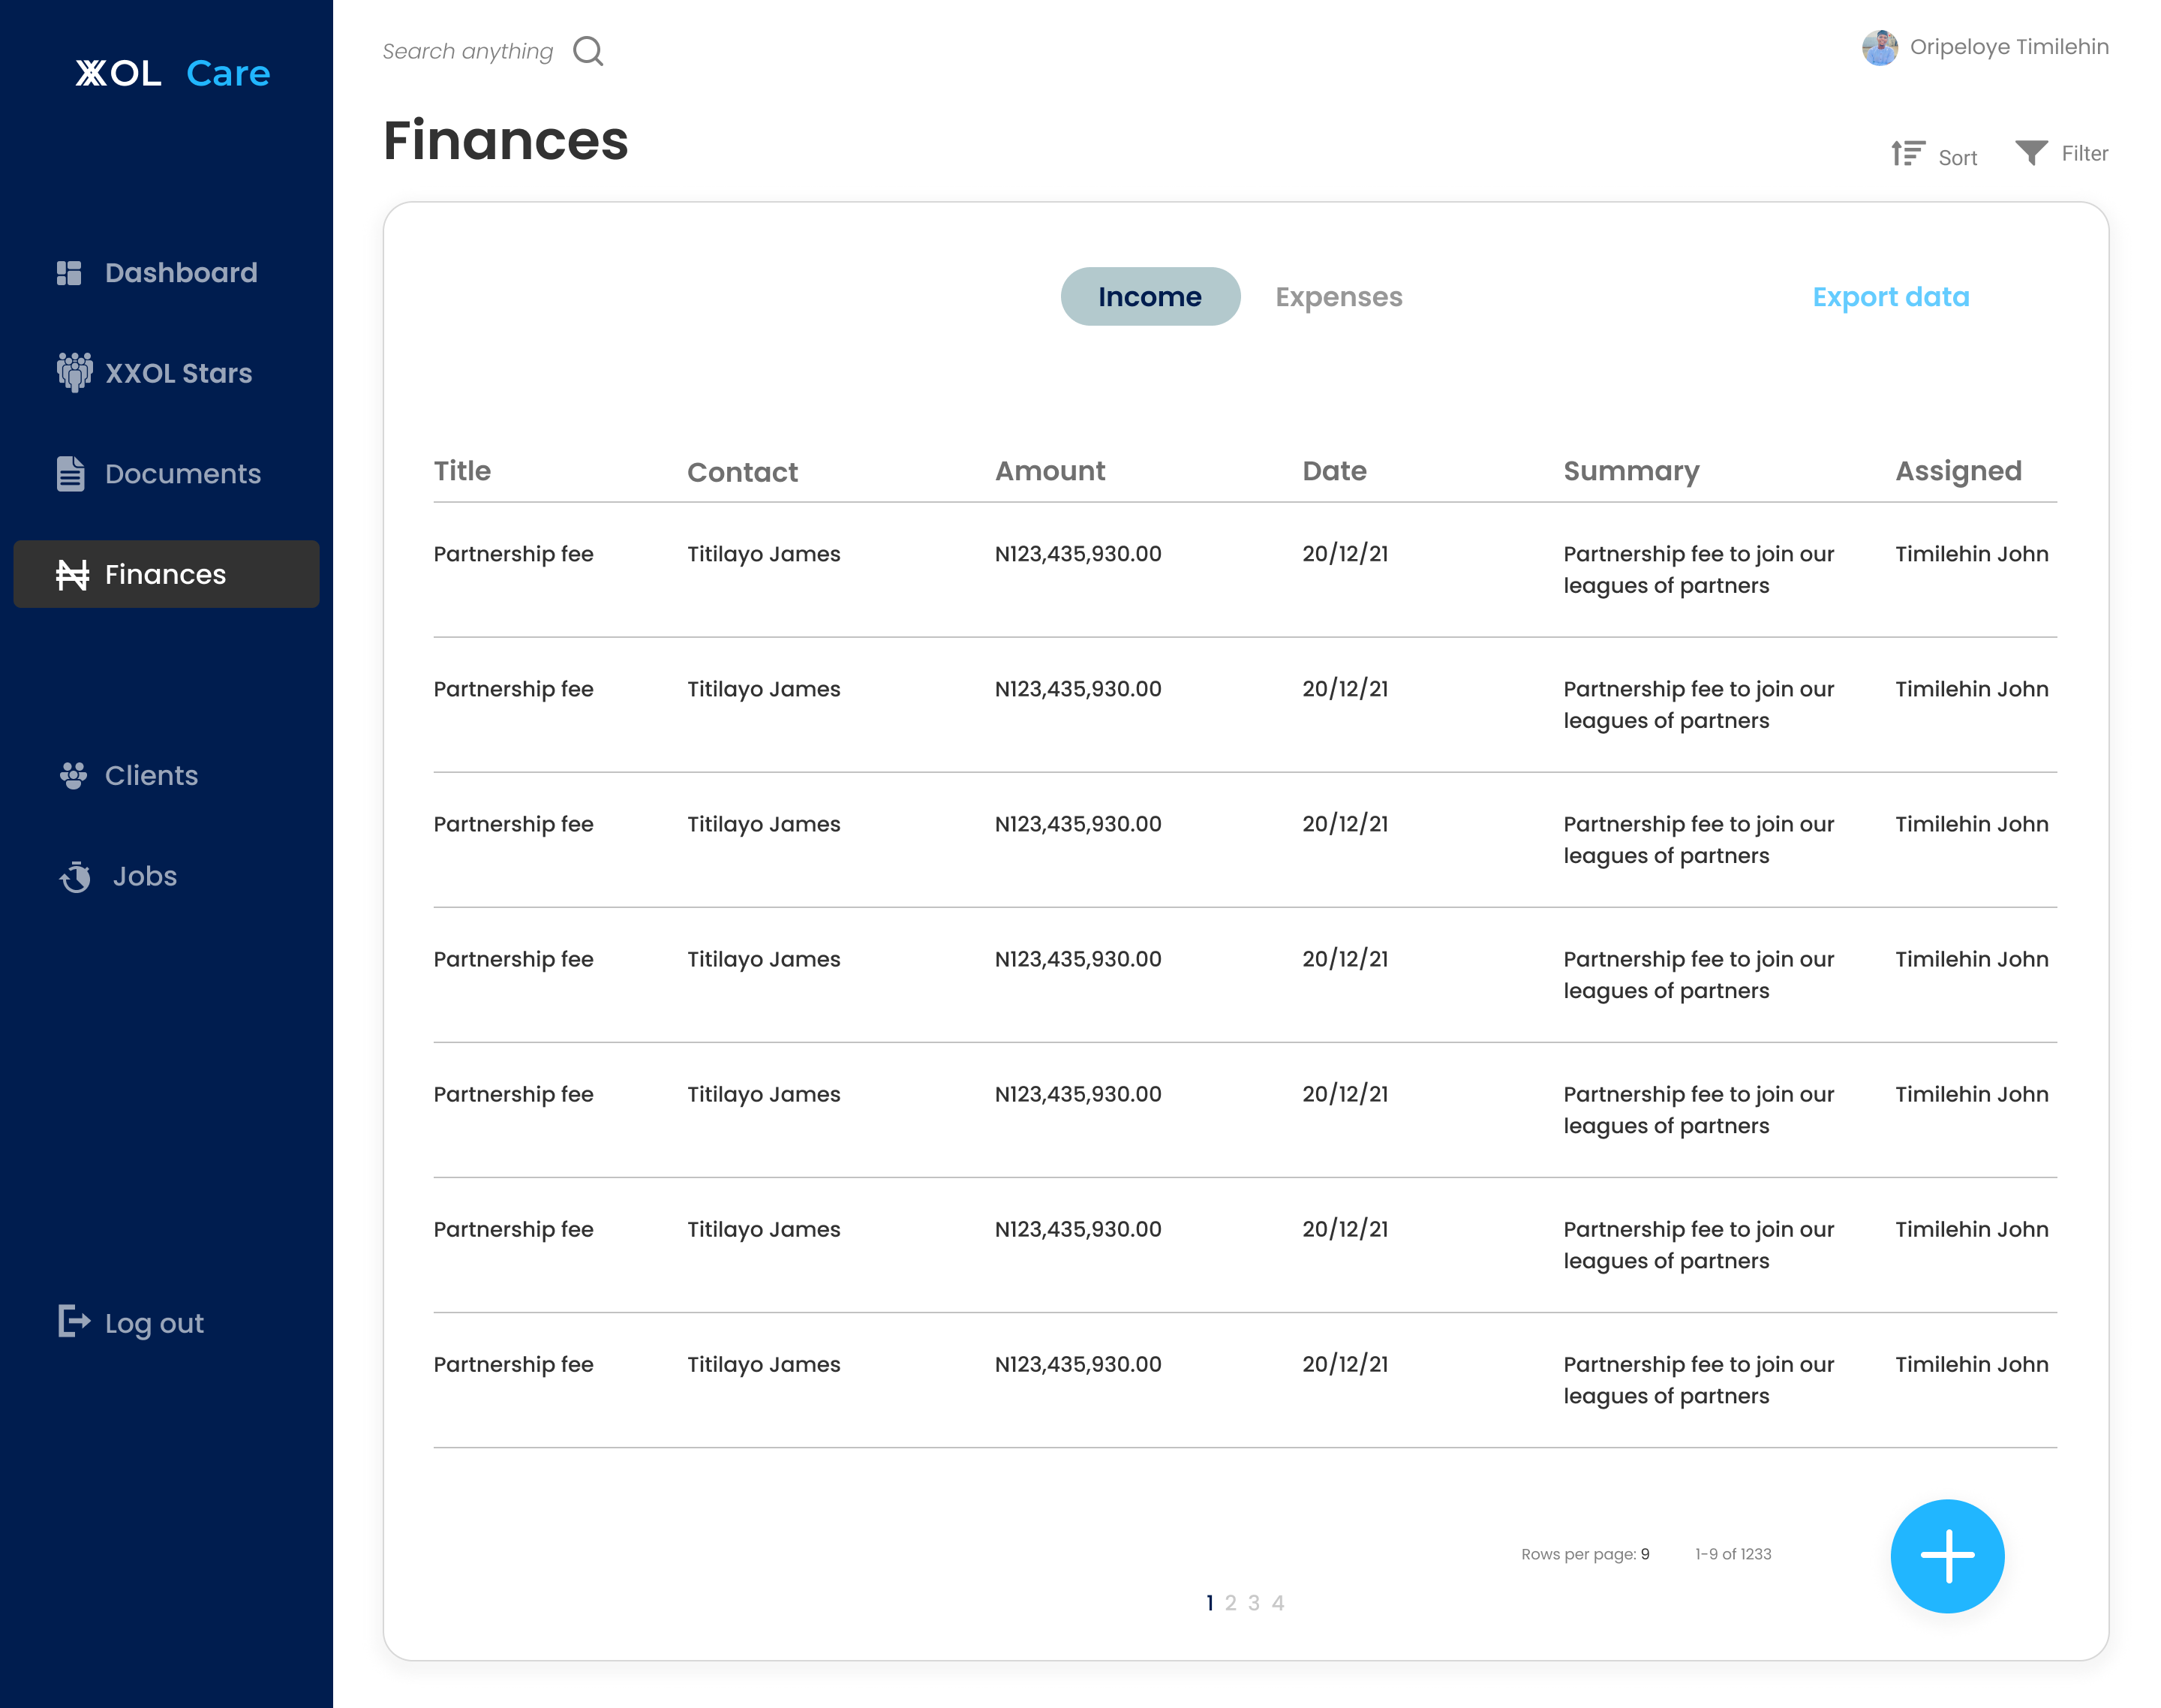 XXOL Care
Dashboard
XXOL Stars
Documents
Finances
Clients
Jobs
Log out
Search anything
Oripeloye Timilehin
Finances
Sort Filter
Income Expenses Export data
Title Contact Amount Date Summary Assigned
Partnership fee Titilayo James N123,435,930.00 20/12/21 Partnership fee to join our Timilehin John
leagues of partners
Partnership fee Titilayo James N123,435,930.00 20/12/21 Partnership fee to join our Timilehin John
leagues of partners
Partnership fee Titilayo James N123,435,930.00 20/12/21 Partnership fee to join our Timilehin John
leagues of partners
Partnership fee Titilayo James N123,435,930.00 20/12/21 Partnership fee to join our Timilehin John
leagues of partners
Partnership fee Titilayo James N123,435,930.00 20/12/21 Partnership fee to join our Timilehin John
leagues of partners
Partnership fee Titilayo James N123,435,930.00 20/12/21 Partnership fee to join our Timilehin John
leagues of partners
Partnership fee Titilayo James N123,435,930.00 20/12/21 Partnership fee to join our Timilehin John
leagues of partners
Rows per page: 9 1-9 of 1233
1 2 3 4